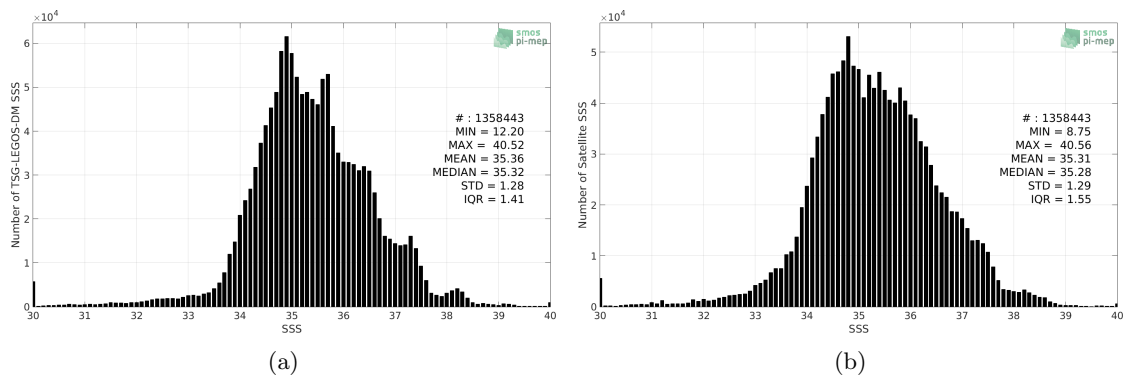 ×10⁴
smos
pi-mep
Number of TSG-LEGOS-DM SSS
6
5
4
3
2
1
0
# : 1358443
MIN = 12.20
MAX = 40.52
MEAN = 35.36
MEDIAN = 35.32
STD = 1.28
IQR = 1.41
30 31 32 33 34 35 36 37 38 39 40
SSS
(a)
×10⁴
smos
pi-mep
Number of Satellite SSS
5
4
3
2
1
0
# : 1358443
MIN = 8.75
MAX = 40.56
MEAN = 35.31
MEDIAN = 35.28
STD = 1.29
IQR = 1.55
30 31 32 33 34 35 36 37 38 39 40
SSS
(b)